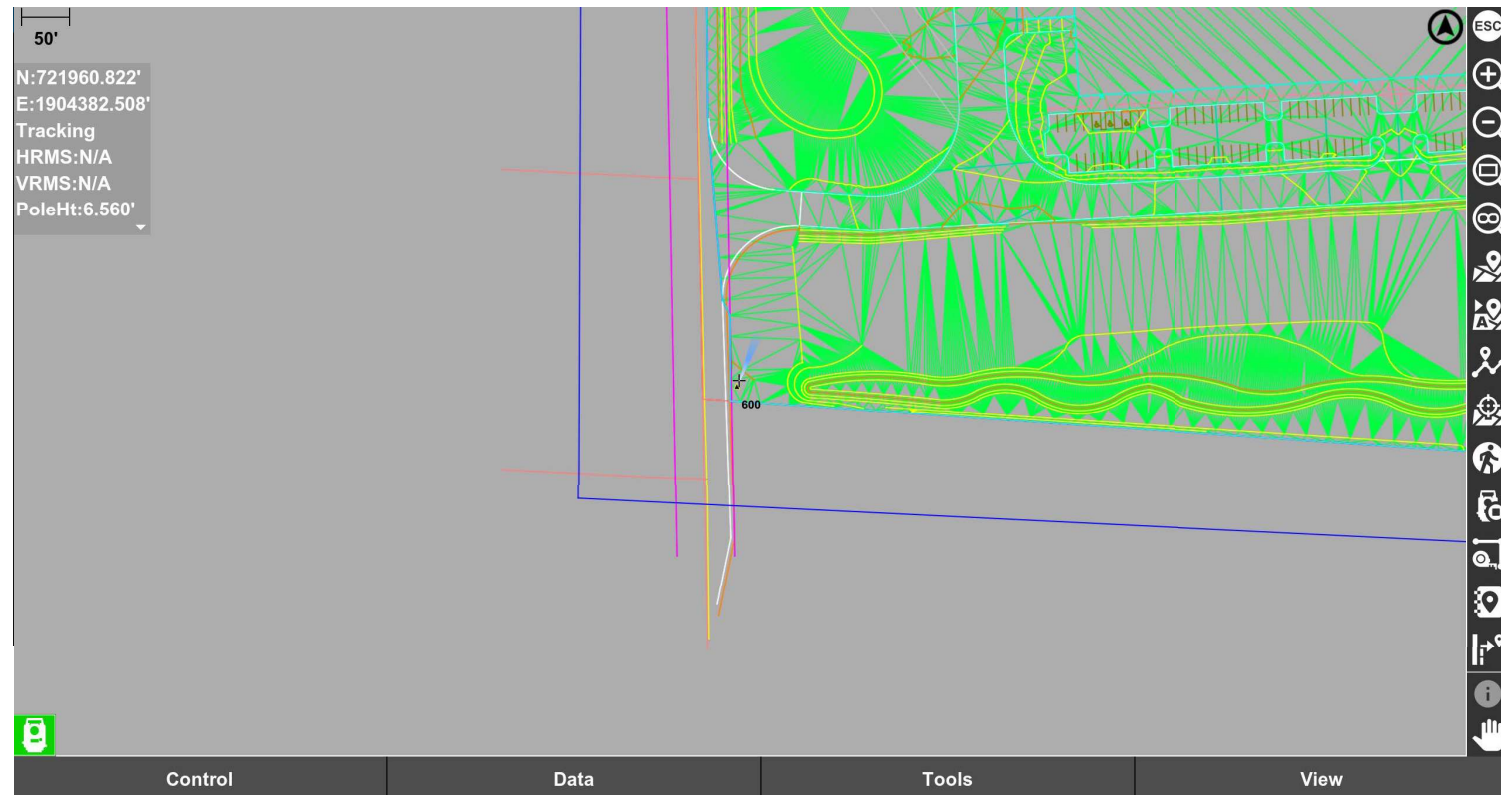 50'
ESC
N:721960.822'
E:1904382.508'
Tracking
HRMS:N/A
VRMS:N/A
PoleHt:6.560'
A
600
i
Control
Data
Tools
View